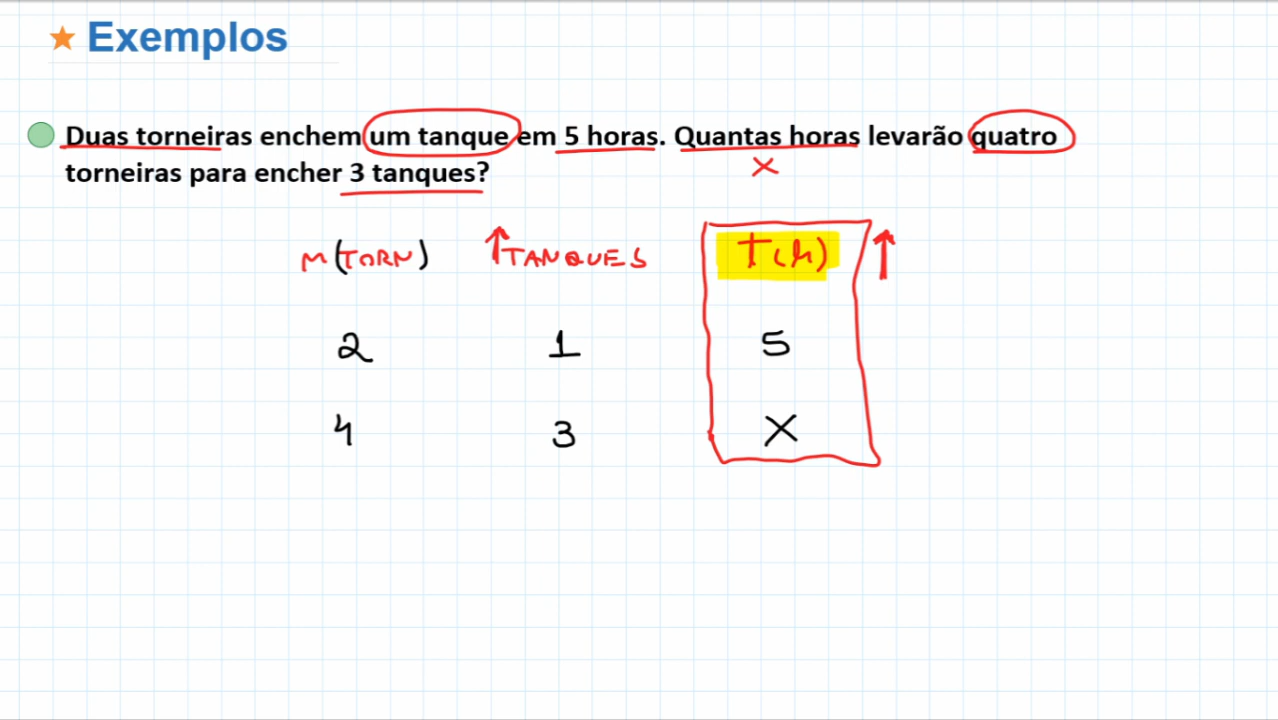 Exemplos
Duas torneiras enchem um tanque em 5 horas. Quantas horas levarão quatro
torneiras para encher 3 tanques?
X
M(TORN) TANQUES T(h)
2 1 5
4 3 X